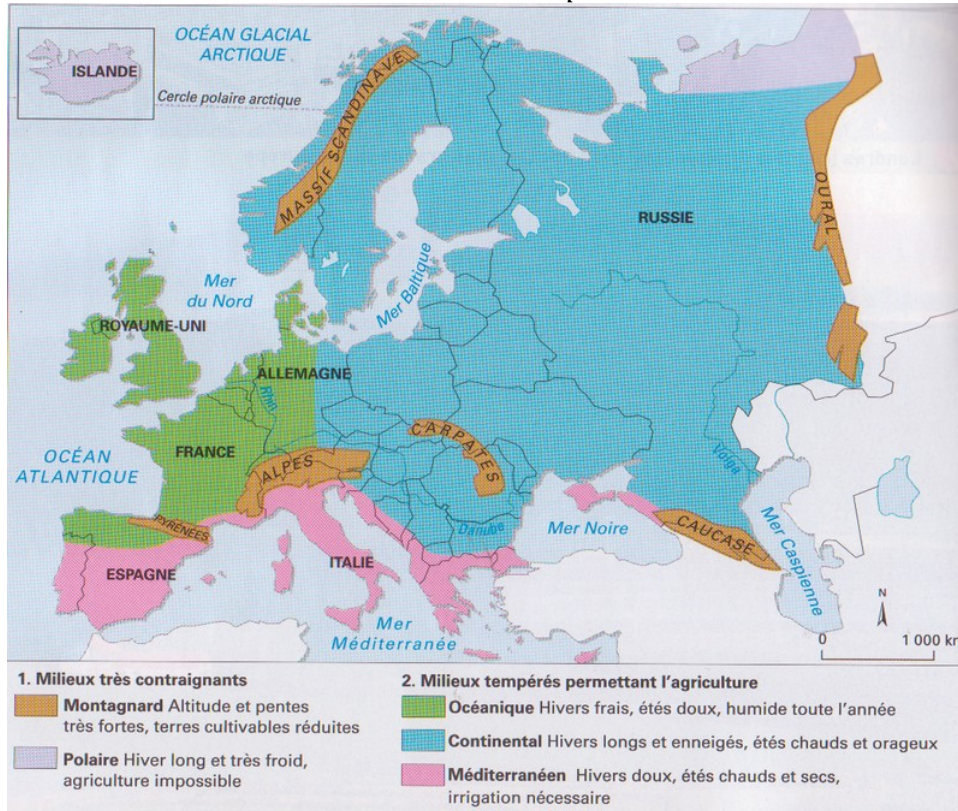 OCÉAN GLACIAL
ARCTIQUE
ISLANDE
Cercle polaire arctique
MASSIF SCANDINAVE
OURAL
RUSSIE
Mer
du Nord
Mer Baltique
ROYAUME-UNI
ALLEMAGNE
Rhin
CARPATES
FRANCE
OCÉAN
ATLANTIQUE
ALPES
Volga
PYRÉNÉES
Danube
Mer Noire
CAUCASE
Mer Caspienne
ESPAGNE
ITALIE
Mer
Méditerranée
N
0 1 000 km
1. Milieux très contraignants
Montagnard Altitude et pentes
très fortes, terres cultivables réduites
Polaire Hiver long et très froid,
agriculture impossible
2. Milieux tempérés permettant l'agriculture
Océanique Hivers frais, étés doux, humide toute l'année
Continental Hivers longs et enneigés, étés chauds et orageux
Méditerranéen Hivers doux, étés chauds et secs,
irrigation nécessaire